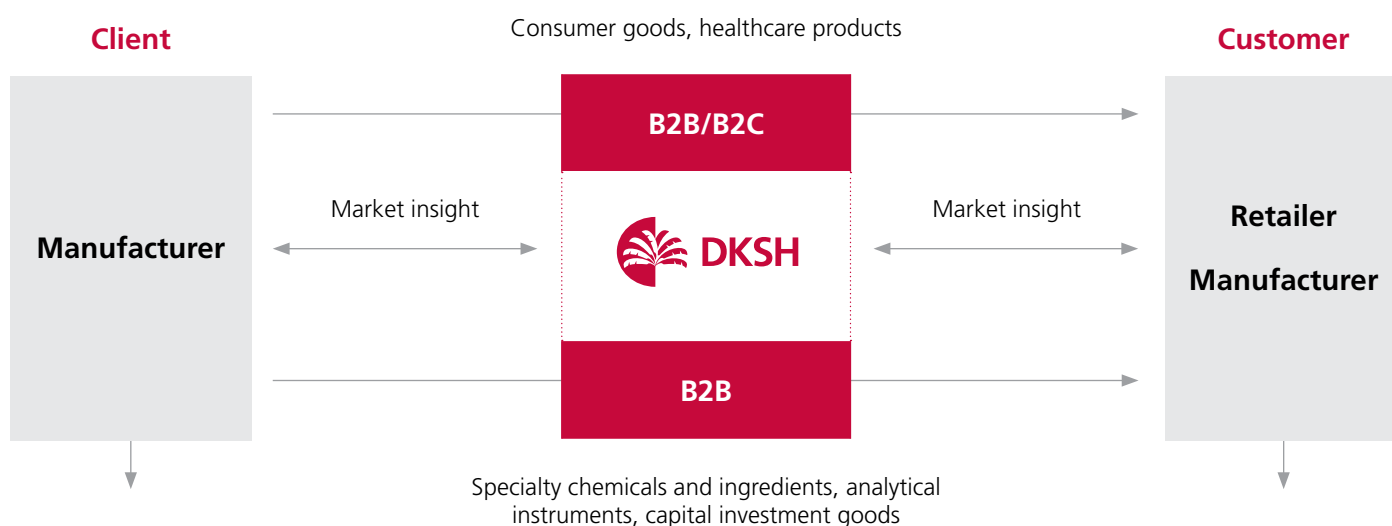 Client
Consumer goods, healthcare products
Customer
B2B/B2C
Market insight
Market insight
Manufacturer
DKSH
Retailer
Manufacturer
B2B
Specialty chemicals and ingredients, analytical
instruments, capital investment goods